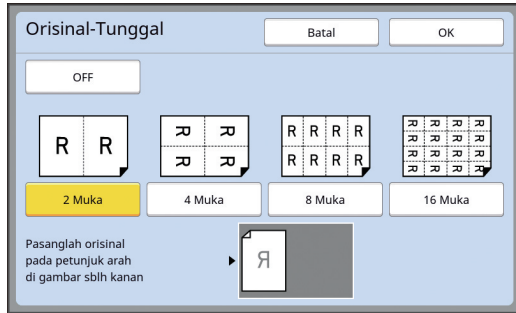 Orisinal-Tunggal
Batal
OK
OFF
R R
R R
R R
R R R R
R R R R
R R R R
R R R R
R R R R
R R R R
2 Muka
4 Muka
8 Muka
16 Muka
Pasanglah orisinal
pada petunjuk arah
di gambar sblh kanan
R